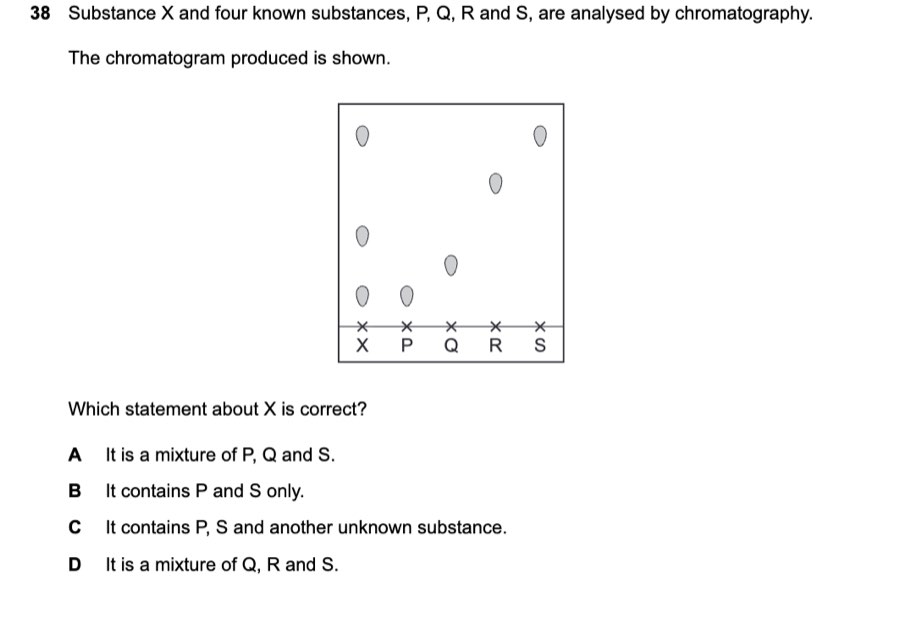 38 Substance X and four known substances, P, Q, R and S, are analysed by chromatography.
The chromatogram produced is shown.
× × × × ×
X P Q R S
Which statement about X is correct?
A It is a mixture of P, Q and S.
B It contains P and S only.
C It contains P, S and another unknown substance.
D It is a mixture of Q, R and S.